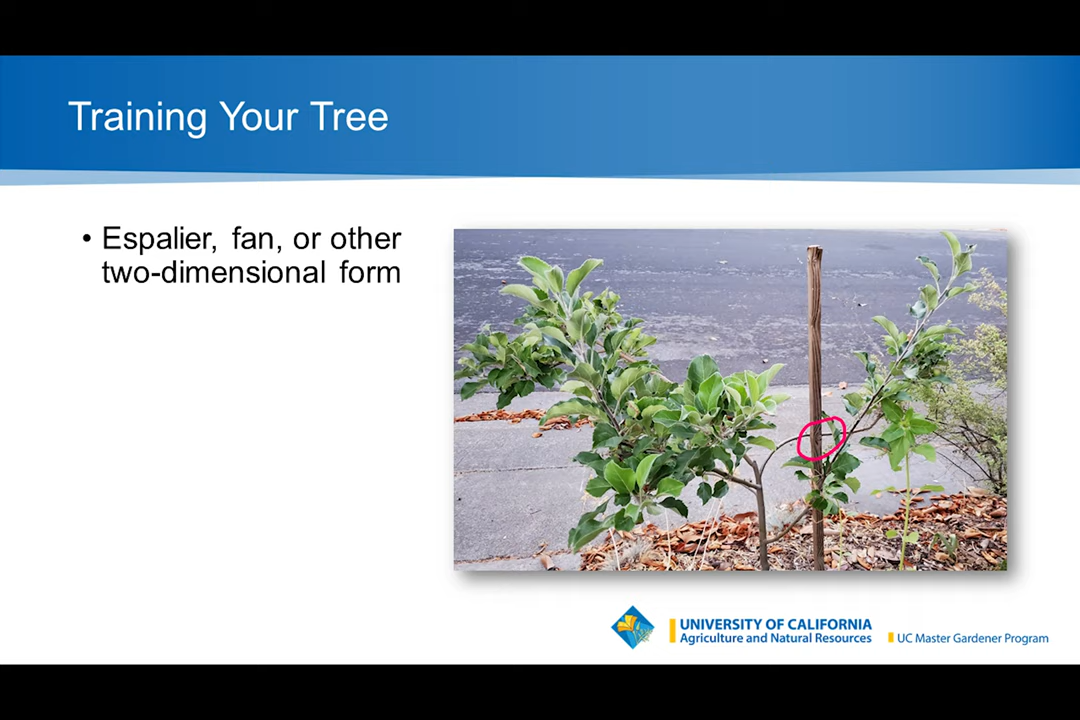 Training Your Tree
• Espalier, fan, or other
two-dimensional form
UNIVERSITY OF CALIFORNIA
Agriculture and Natural Resources
UC Master Gardener Program